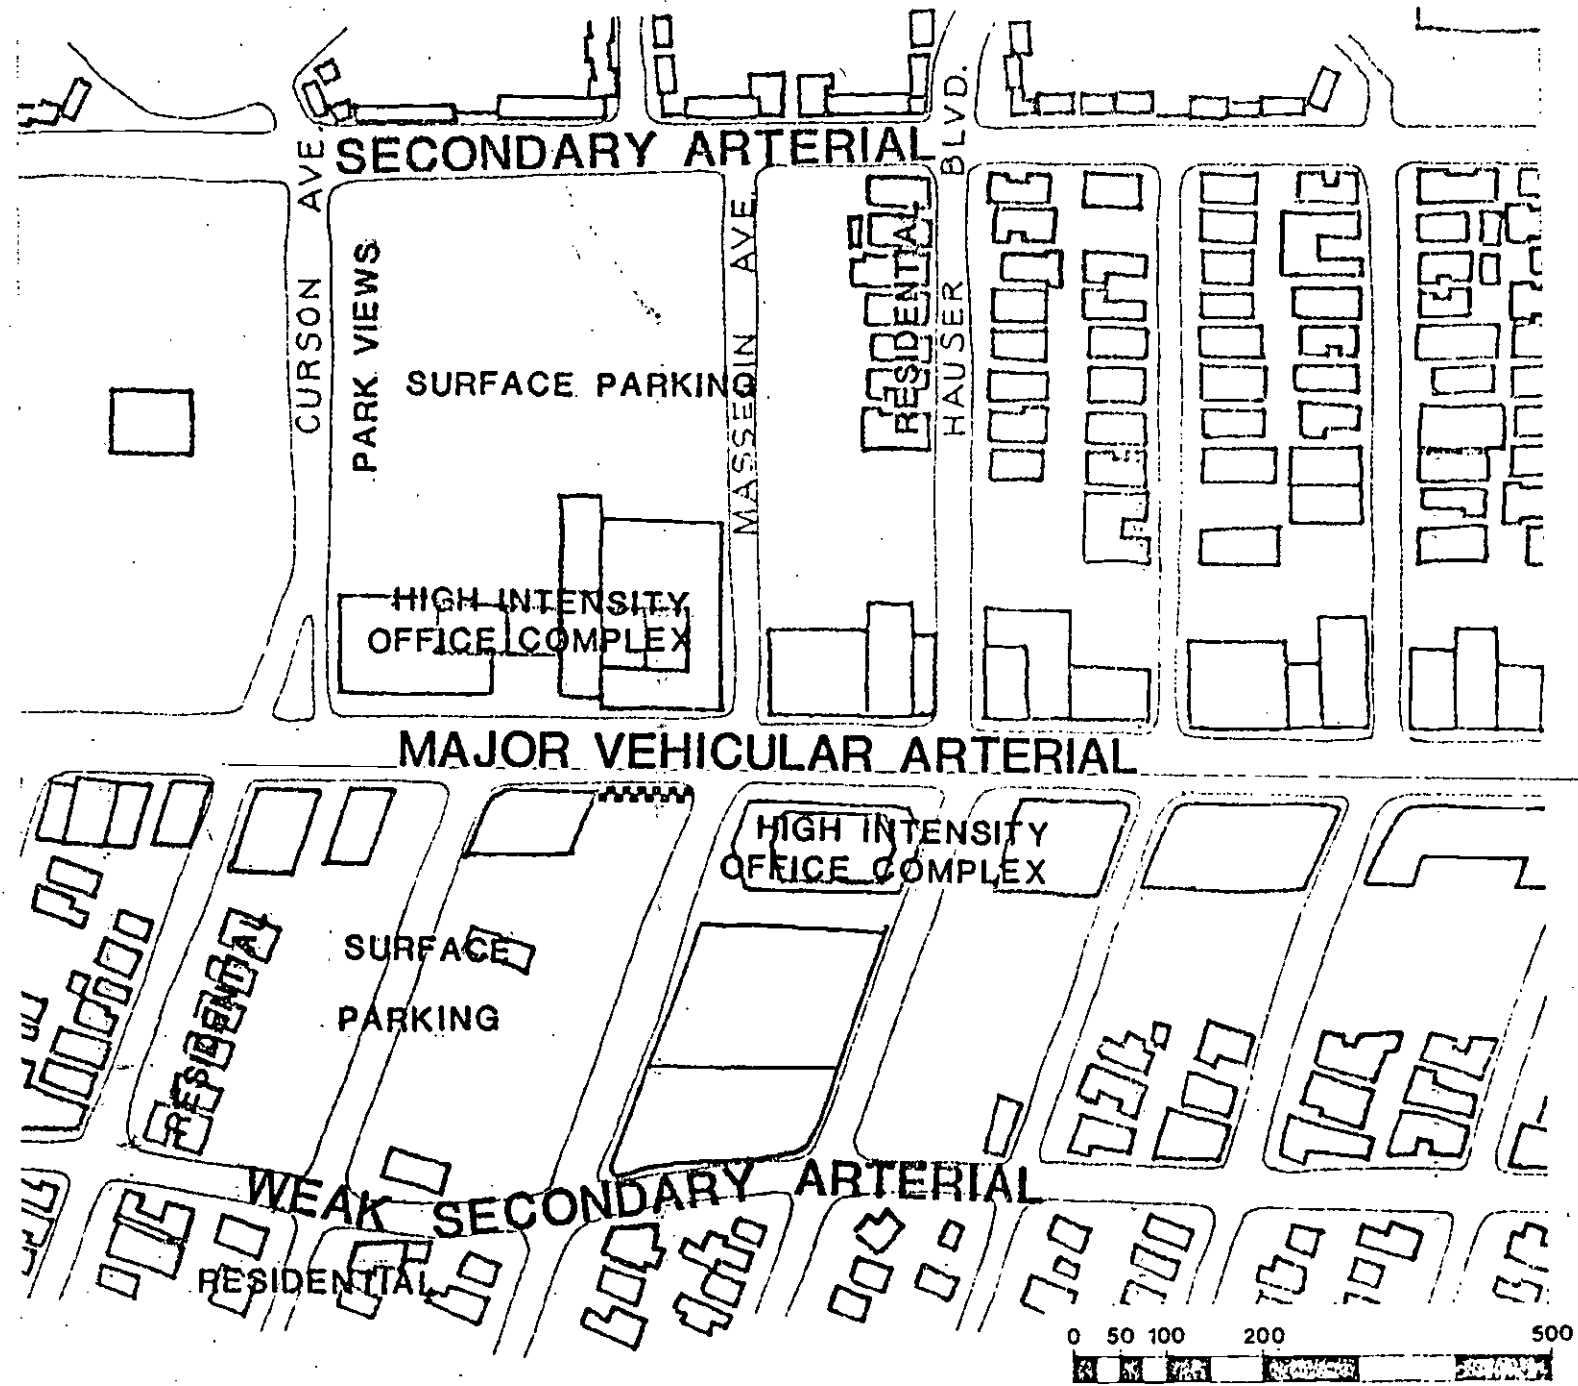 SECONDARY ARTERIAL
CURSON AVE.
PARK VIEWS
SURFACE PARKING
MASSELIN AVE.
RESIDENTIAL
HAUSER BLVD.
HIGH INTENSITY
OFFICE COMPLEX
MAJOR VEHICULAR ARTERIAL
HIGH INTENSITY
OFFICE COMPLEX
RESIDENTIAL
SURFACE
PARKING
WEAK SECONDARY ARTERIAL
RESIDENTIAL
0 50 100 200 500